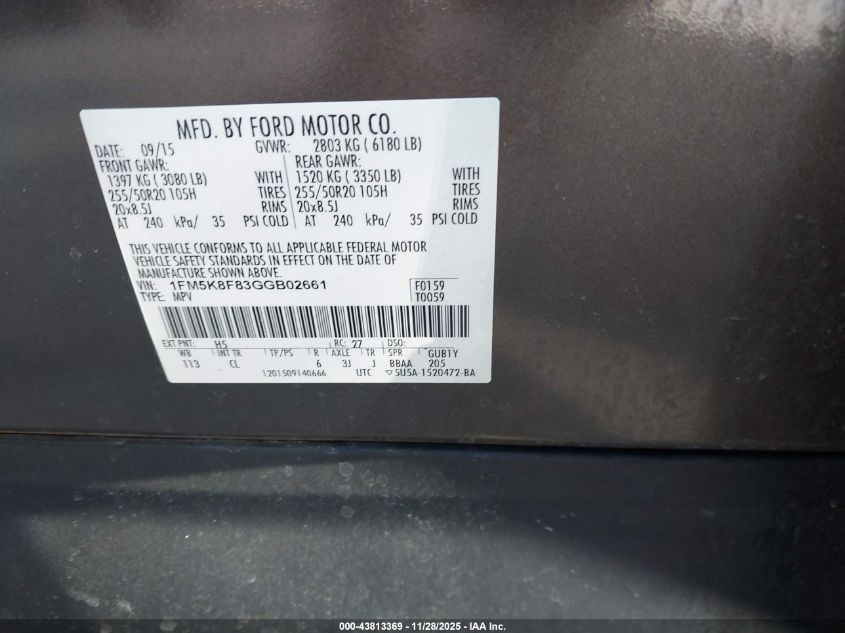 MFD. BY FORD MOTOR CO.
DATE: 09/15 GVWR: 2803 KG ( 6180 LB)
FRONT GAWR: REAR GAWR:
1397 KG ( 3080 LB) WITH 1520 KG ( 3350 LB) WITH
255/50R20 105H TIRES 255/50R20 105H TIRES
20x8.5J RIMS 20x8.5J RIMS
AT 240 kPa/ 35 PSI COLD AT 240 kPa/ 35 PSI COLD
THIS VEHICLE CONFORMS TO ALL APPLICABLE FEDERAL MOTOR
VEHICLE SAFETY STANDARDS IN EFFECT ON THE DATE OF
MANUFACTURE SHOWN ABOVE.
VIN: 1FM5K8F83GGB02661 F0159
TYPE: MPV T0059
EXT PNT: H5 RC: 27 DSO:
WB INT TR TP/PS R AXLE TR SPR GUB1Y
113 CL 6 3J J BBAA 205
1201509140666 UTC ▽5U5A-1520472-BA
000-43813369 - 11/28/2025 - IAA Inc.